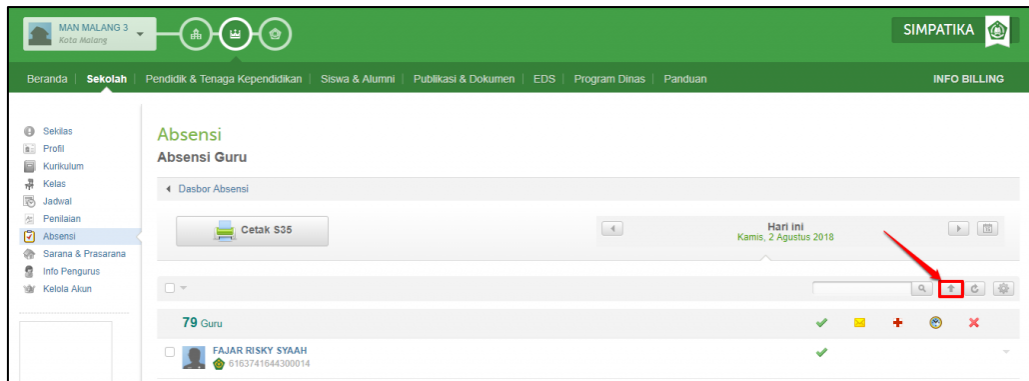 MAN MALANG 3
Kota Malang
SIMPATIKA
Beranda | Sekolah | Pendidik & Tenaga Kependidikan | Siswa & Alumni | Publikasi & Dokumen | EDS | Program Dinas | Panduan
INFO BILLING
Sekilas
Profil
Kurikulum
Kelas
Jadwal
Penilaian
Absensi
Sarana & Prasarana
Info Pengurus
Kelola Akun
Absensi
Absensi Guru
Dasbor Absensi
Cetak S35
Hari ini
Kamis, 2 Agustus 2018
79 Guru
FAJAR RISKY SYAAH
6163741644300014